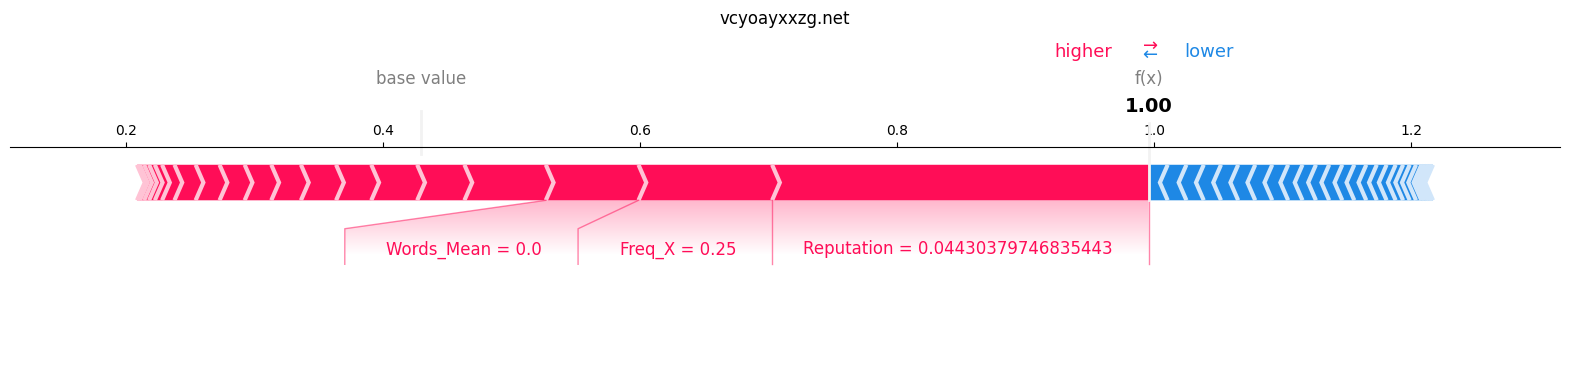 vcyoayxxzg.net
higher ⇄ lower
base value f(x)
1.00
0.2 0.4 0.6 0.8 1.0 1.2
Words_Mean = 0.0 Freq_X = 0.25 Reputation = 0.04430379746835443